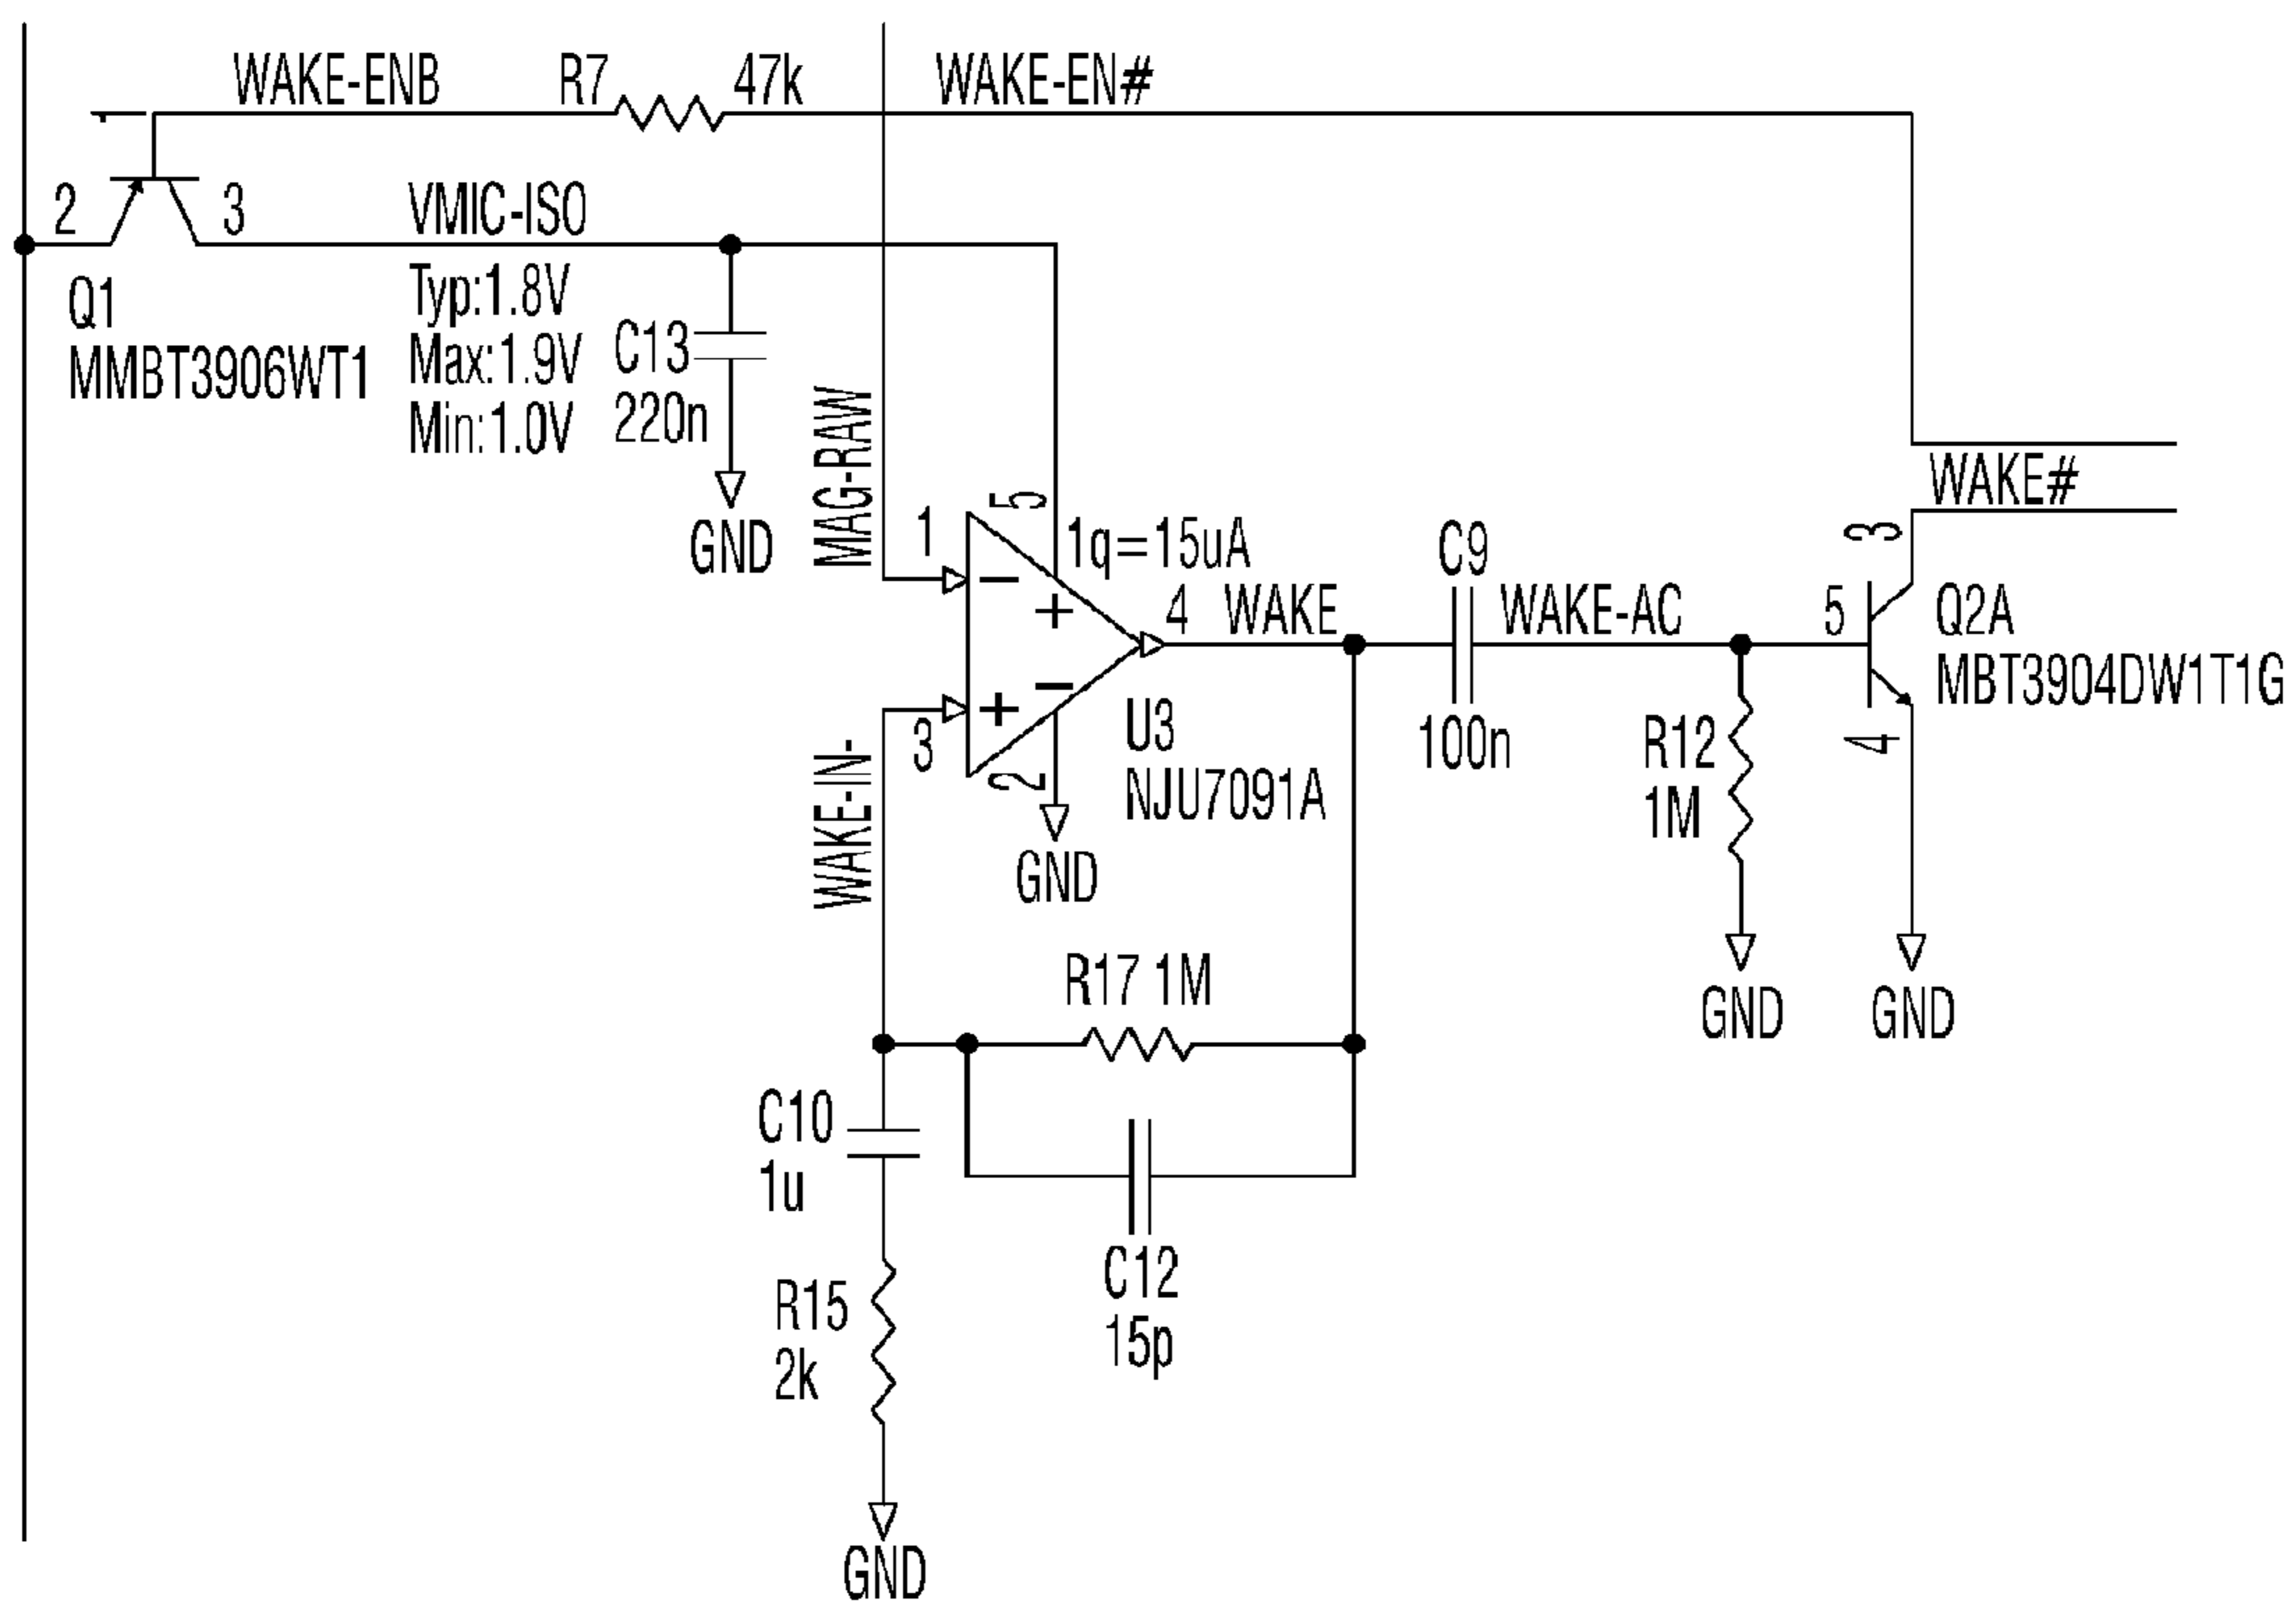 WAKE-ENB
R7
47k
WAKE-EN#
2
3
VMIC-ISO
Q1
MMBT3906WT1
Typ:1.8V
Max:1.9V
Min:1.0V
C13
220n
GND
MAG-RAW
1
5
1q=15uA
4
WAKE
C9
100n
WAKE-AC
WAKE#
3
5
Q2A
MBT3904DW1T1G
4
R12
1M
GND
GND
-
+
+
-
3
2
U3
NJU7091A
GND
WAKE-IN-
R17 1M
C10
1u
C12
15p
R15
2k
GND